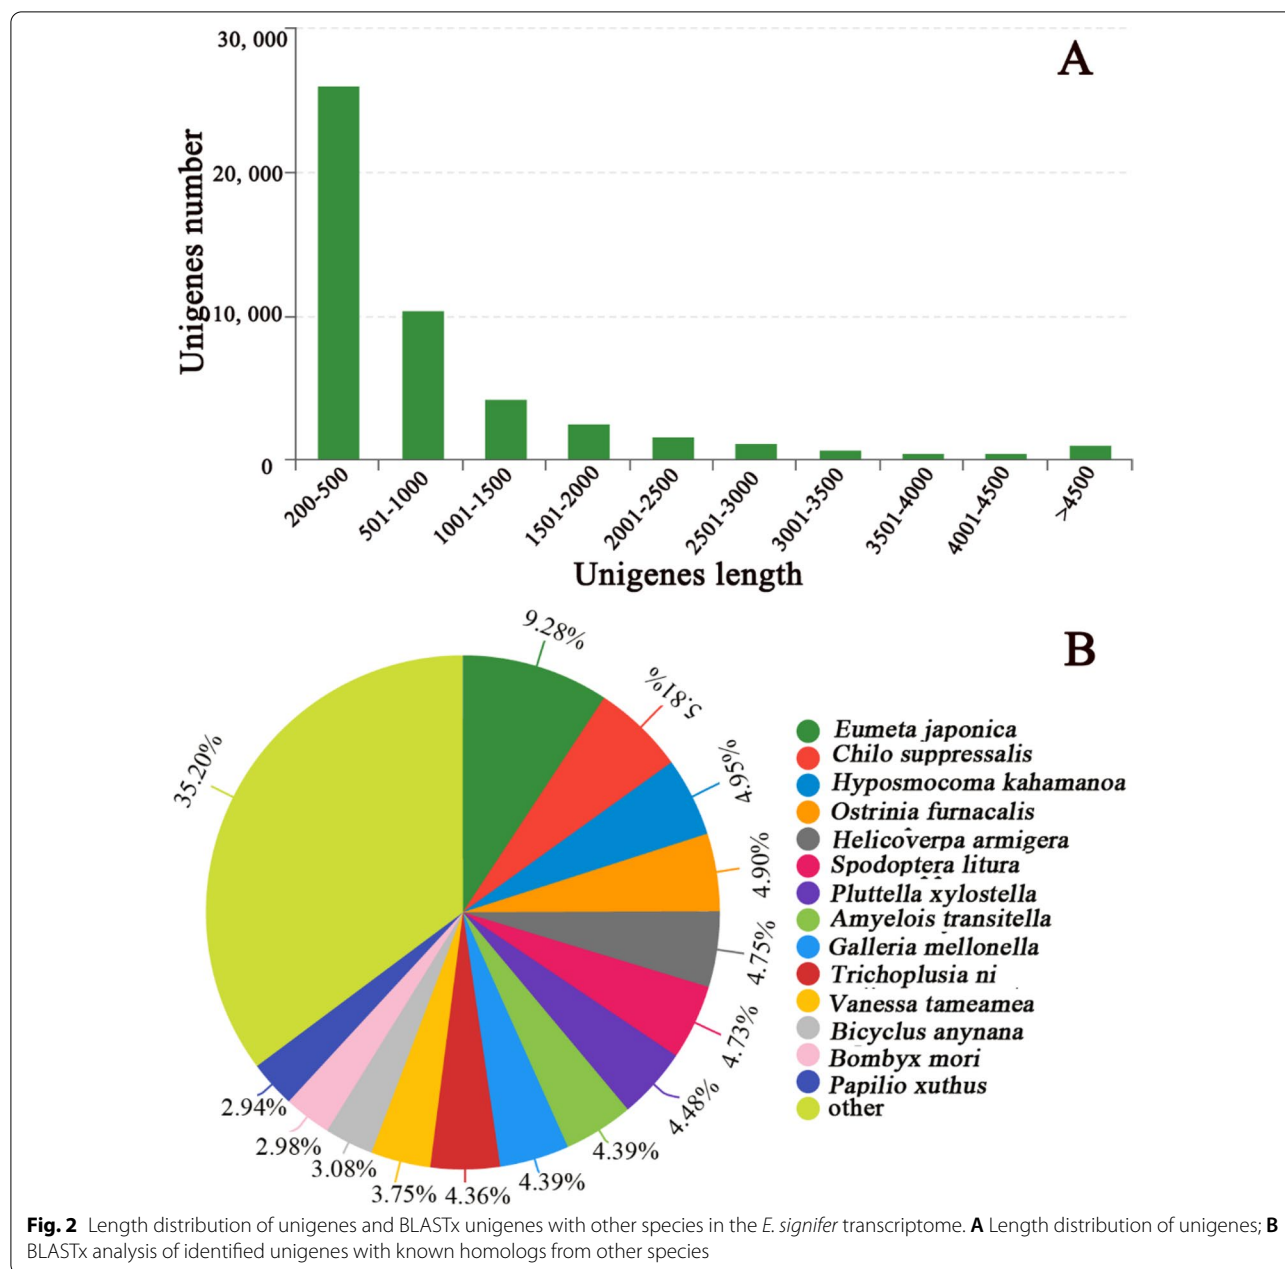 A
30, 000
20, 000
10, 000
0
Unigenes number
200-500
501-1000
1001-1500
1501-2000
2001-2500
2501-3000
3001-3500
3501-4000
4001-4500
>4500
Unigenes length
B
9.28%
5.81%
4.95%
4.90%
4.75%
4.73%
4.48%
4.39%
4.39%
4.36%
3.75%
3.08%
2.98%
2.94%
35.20%
Eumeta japonica
Chilo suppressalis
Hyposmocoma kahamanoa
Ostrinia furnacalis
Helicoverpa armigera
Spodoptera litura
Pluttella xylostella
Amyelois transitella
Galleria mellonella
Trichoplusia ni
Vanessa tameamea
Bicyclus anynana
Bombyx mori
Papilio xuthus
other
Fig. 2 Length distribution of unigenes and BLASTx unigenes with other species in the E. signifer transcriptome. A Length distribution of unigenes; B
BLASTx analysis of identified unigenes with known homologs from other species